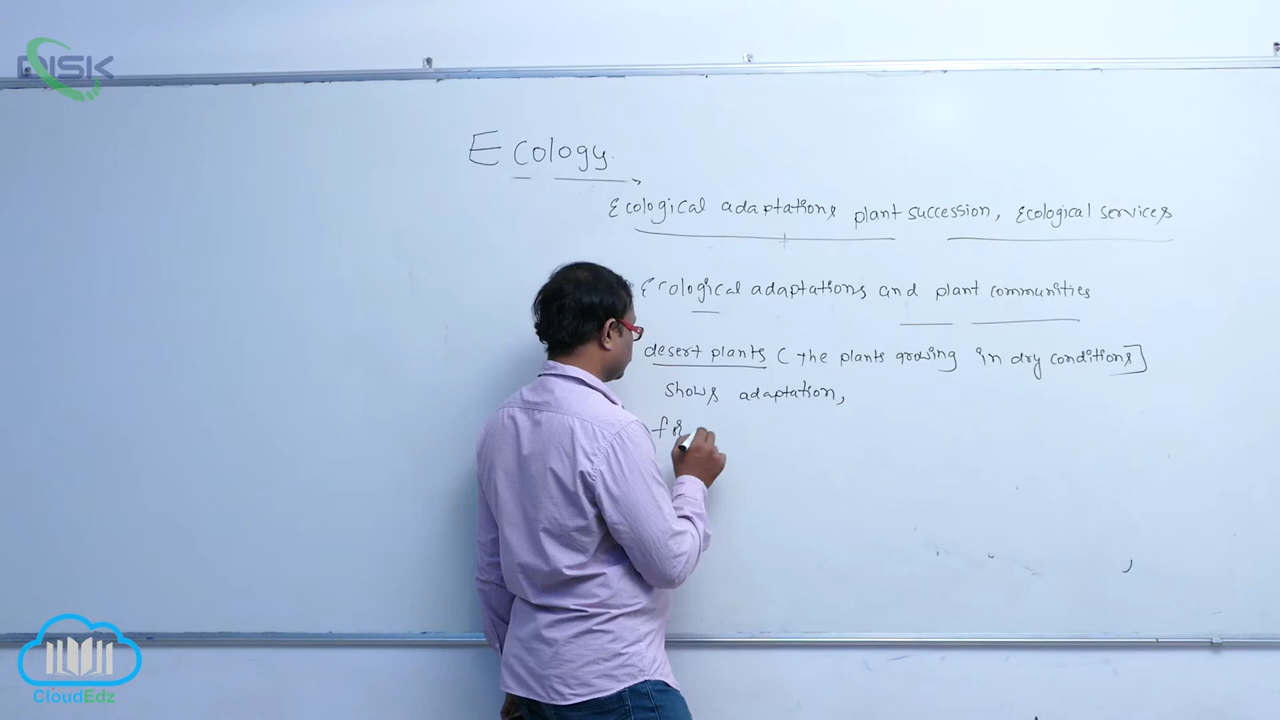 DISK
Ecology.
Ecological adaptations plant succession, Ecological services
Ecological adaptations and plant communities
desert plants ( the plants growing in dry conditions]
shows adaptation,
CloudEdz